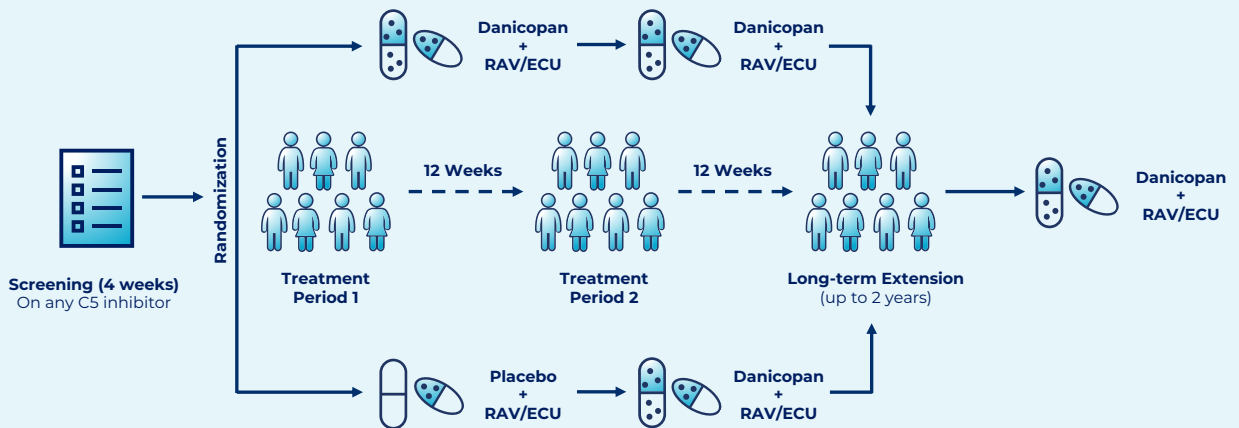 Danicopan
+
RAV/ECU
Danicopan
+
RAV/ECU
Randomization
12 Weeks
12 Weeks
Danicopan
+
RAV/ECU
Screening (4 weeks)
On any C5 inhibitor
Treatment
Period 1
Treatment
Period 2
Long-term Extension
(up to 2 years)
Placebo
+
RAV/ECU
Danicopan
+
RAV/ECU